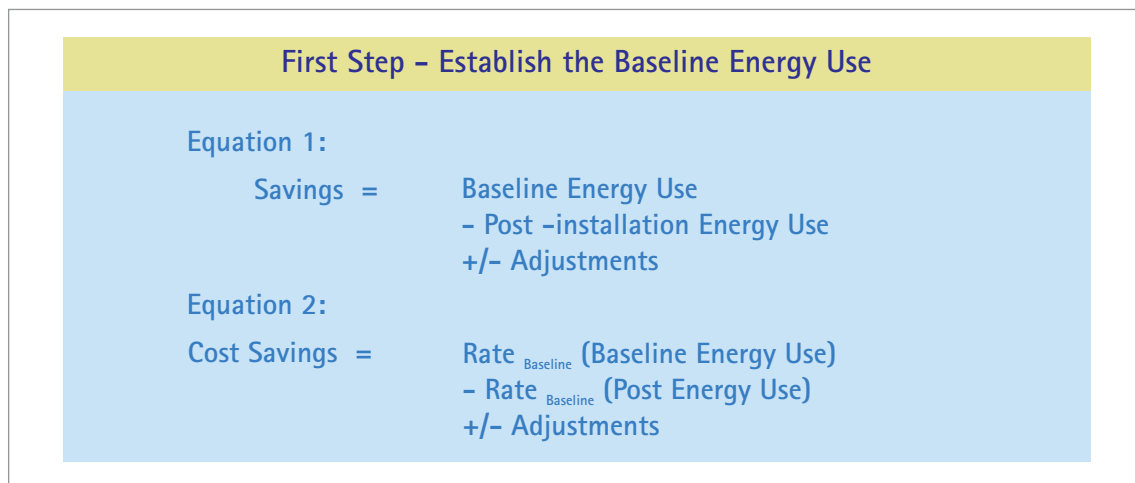 First Step – Establish the Baseline Energy Use
Equation 1:
Savings = Baseline Energy Use
– Post –installation Energy Use
+/– Adjustments
Equation 2:
Cost Savings = Rate Baseline (Baseline Energy Use)
– Rate Baseline (Post Energy Use)
+/– Adjustments